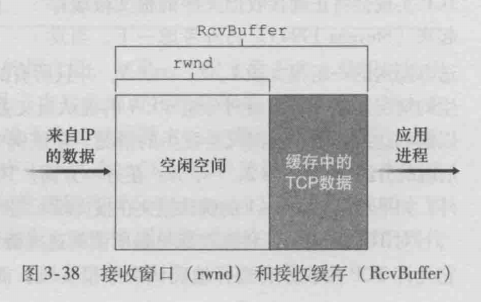 RcvBuffer
rwnd
来自IP
的数据
空闲空间
缓存中的
TCP数据
应用
进程
图3-38 接收窗口（rwnd）和接收缓存（RcvBuffer）